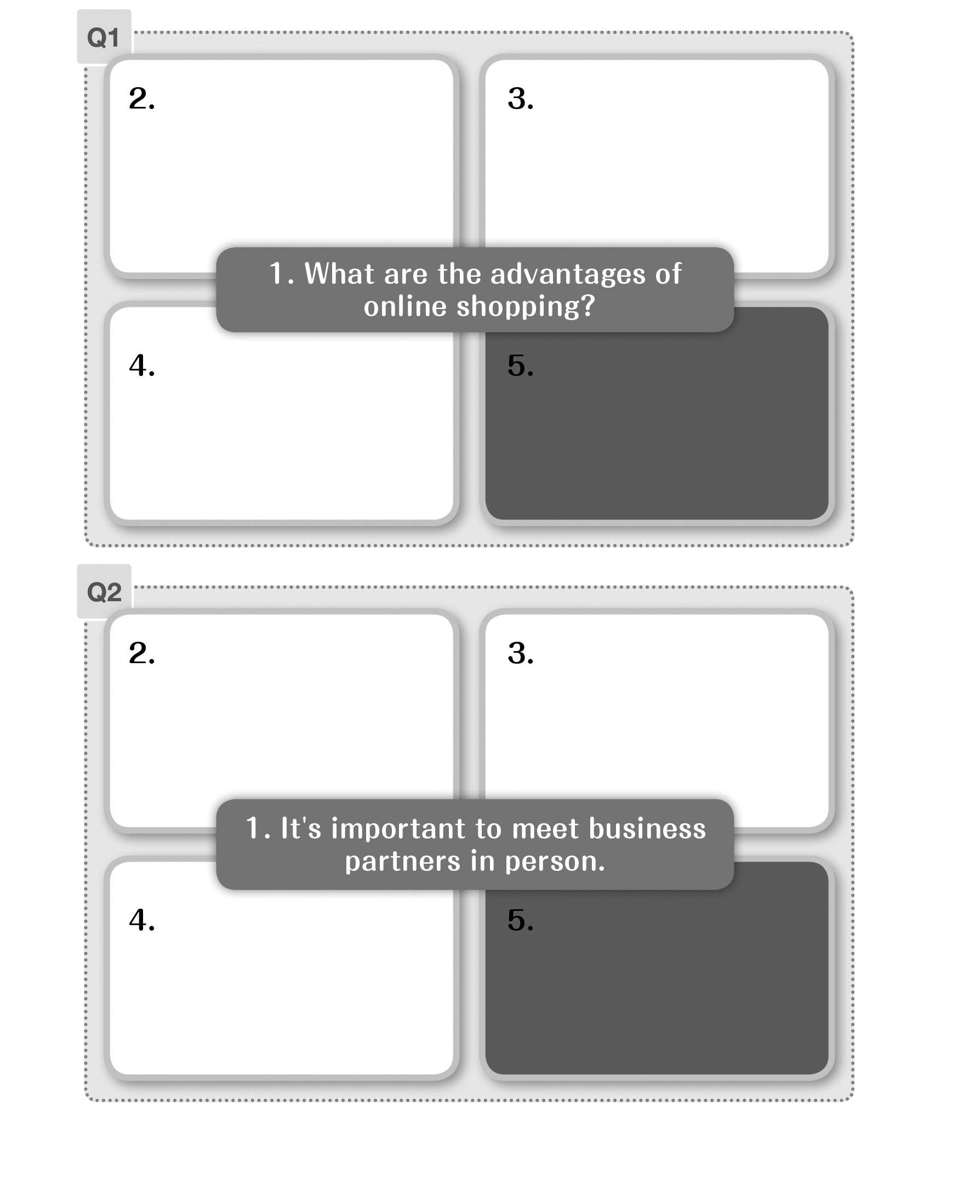 Q1
2.
3.
1. What are the advantages of
online shopping?
4.
5.
Q2
2.
3.
1. It's important to meet business
partners in person.
4.
5.